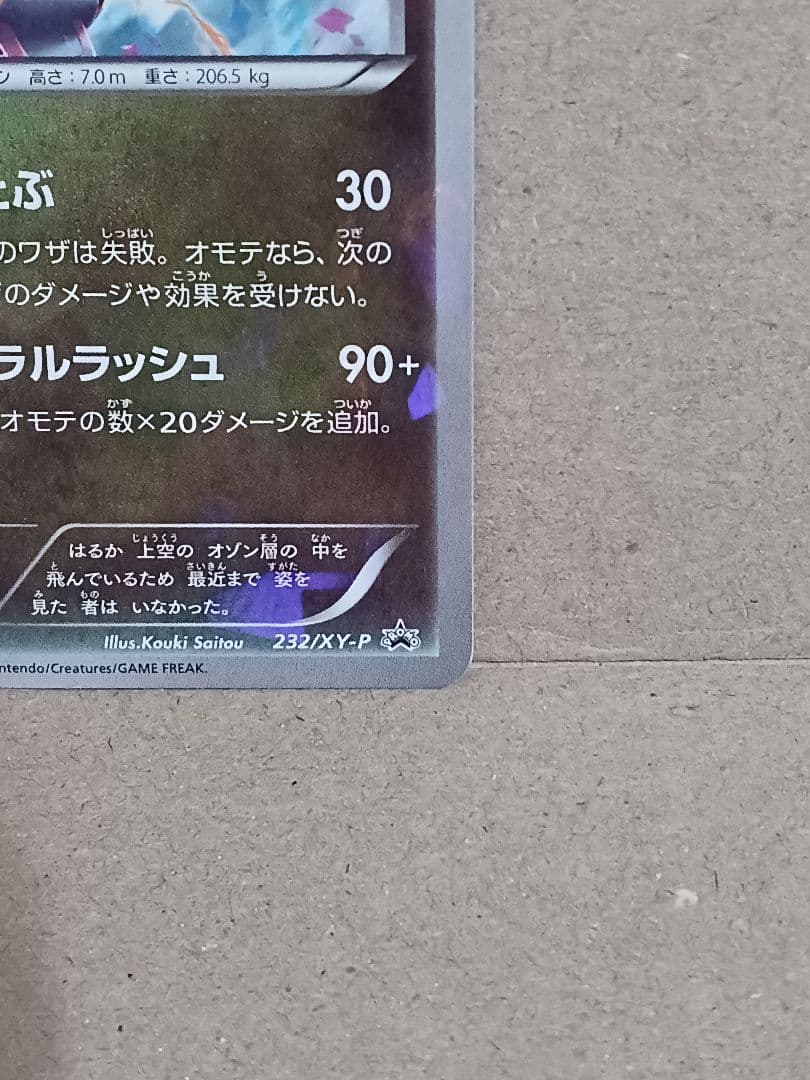 ン 高さ：7.0m 重さ：206.5 kg
とぶ 30
のワザは失敗。オモテなら、次の
のダメージや効果を受けない。
ラルラッシュ 90+
オモテの数×20ダメージを追加。
はるか 上空の オゾン層の 中を
飛んでいるため 最近まで 姿を
見た 者は いなかった。
Illus.Kouki Saitou 232/XY-P PROMO
ntendo/Creatures/GAME FREAK.